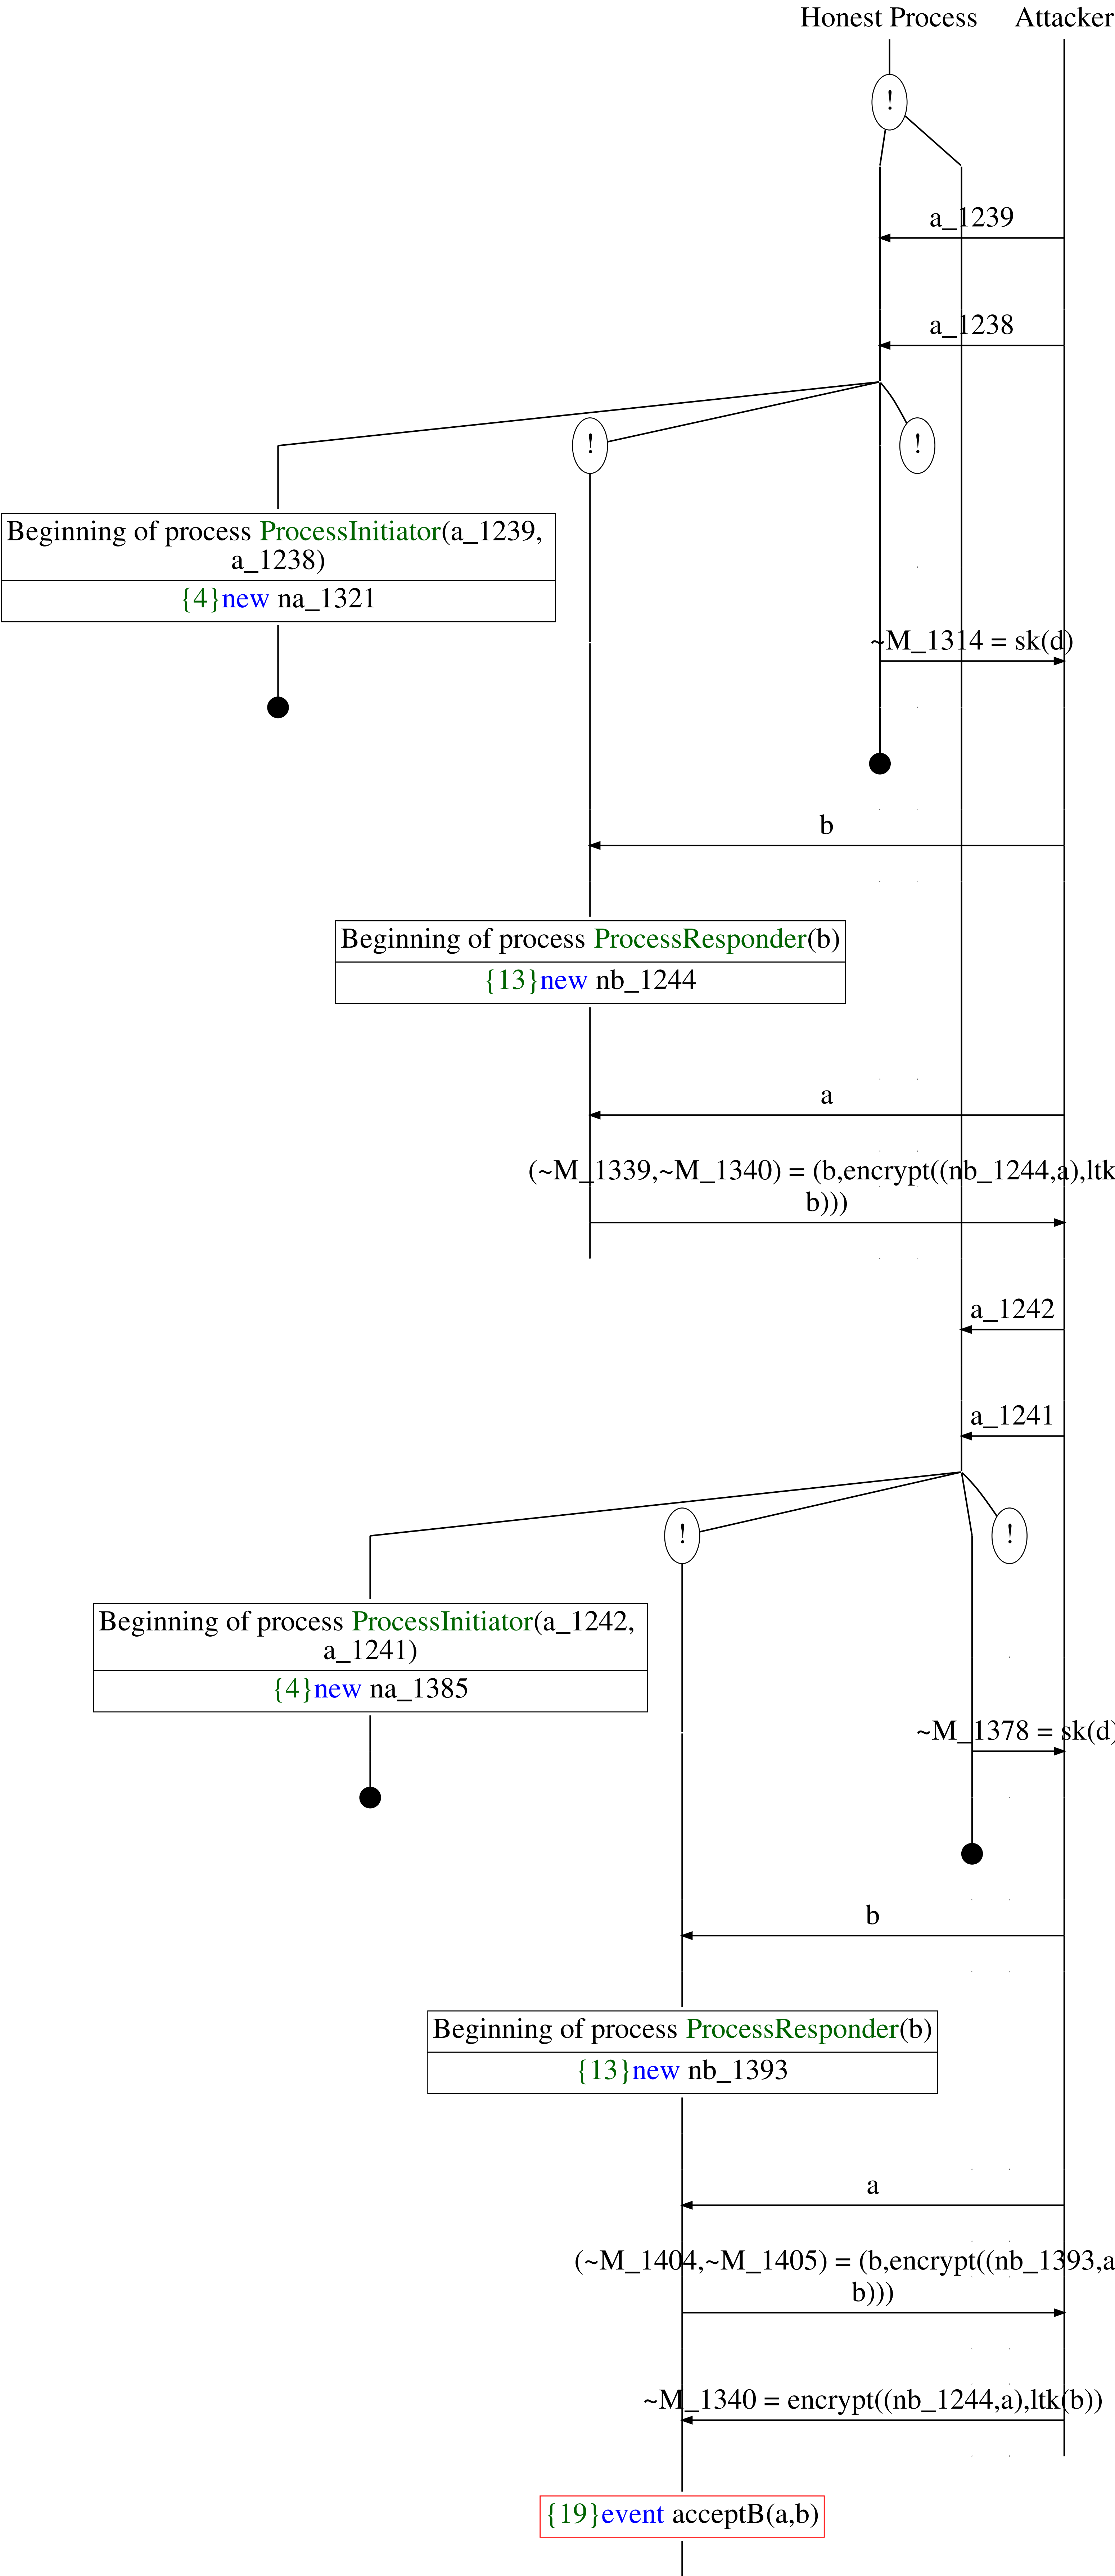 Honest Process Attacker
!
a_1239
a_1238
!
!
Beginning of process ProcessInitiator(a_1239,
a_1238)
{4}new na_1321
~M_1314 = sk(d)
b
Beginning of process ProcessResponder(b)
{13}new nb_1244
a
(~M_1339,~M_1340) = (b,encrypt((nb_1244,a),ltk
b)))
a_1242
a_1241
!
!
Beginning of process ProcessInitiator(a_1242,
a_1241)
{4}new na_1385
~M_1378 = sk(d)
b
Beginning of process ProcessResponder(b)
{13}new nb_1393
a
(~M_1404,~M_1405) = (b,encrypt((nb_1393,a
b)))
~M_1340 = encrypt((nb_1244,a),ltk(b))
{19}event acceptB(a,b)